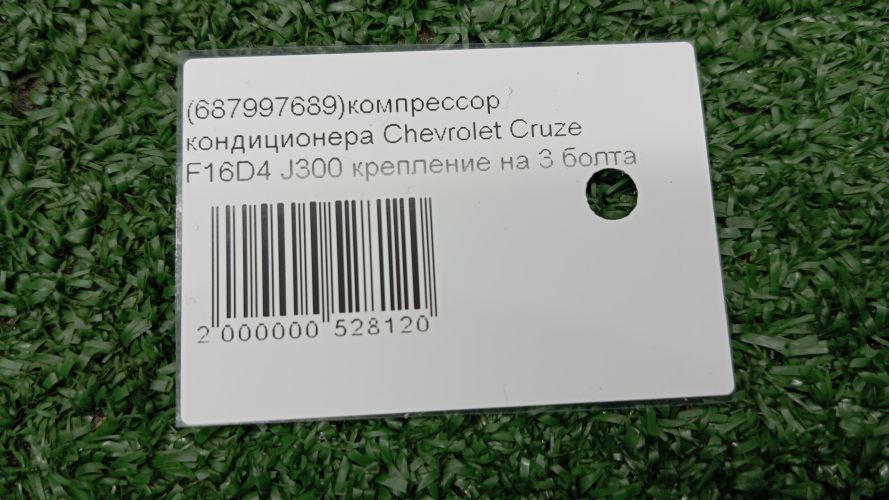 (687997689)компрессор
кондиционера Chevrolet Cruze
F16D4 J300 крепление на 3 болта
2 000000 528120